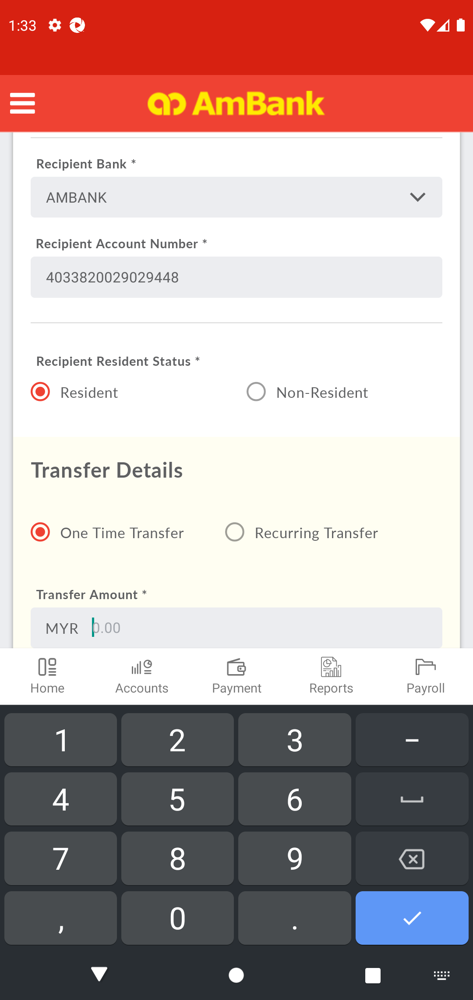 1:33
AmBank
Recipient Bank *
AMBANK
Recipient Account Number *
4033820029029448
Recipient Resident Status *
Resident Non-Resident
Transfer Details
One Time Transfer Recurring Transfer
Transfer Amount *
MYR 0.00
Home Accounts Payment Reports Payroll
1 2 3 –
4 5 6
7 8 9
, 0 .